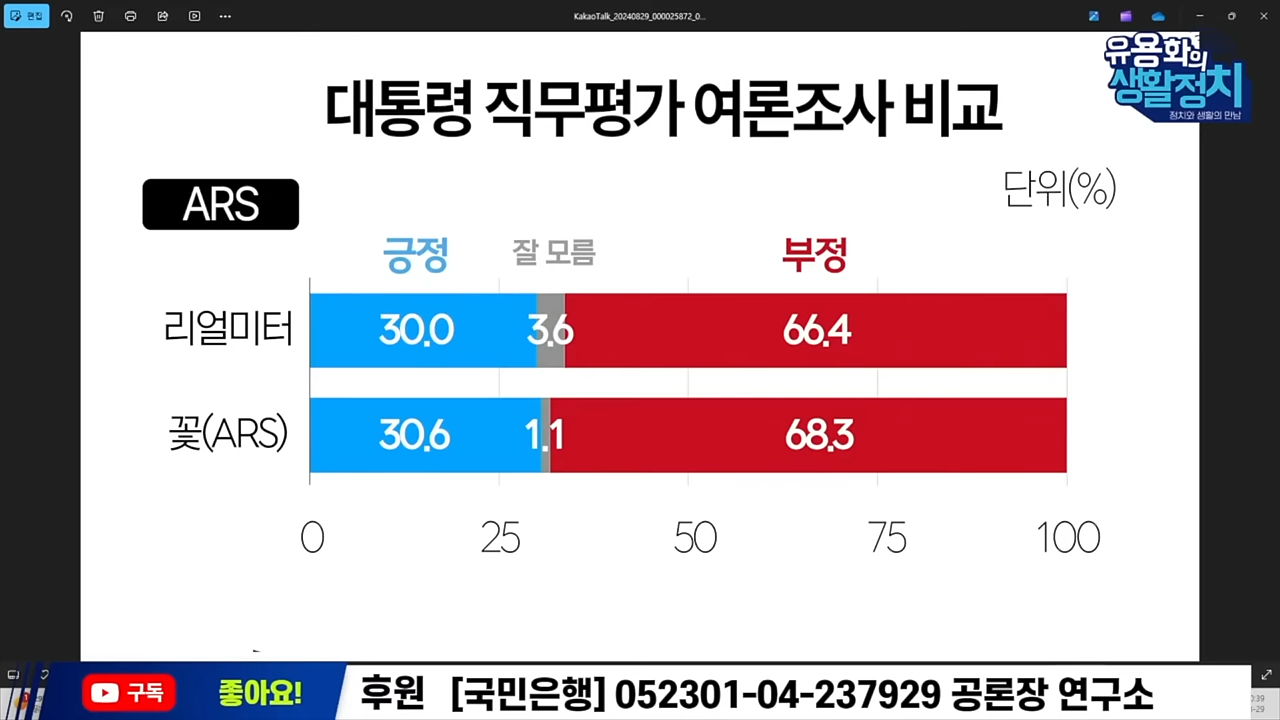 편집
KakaoTalk_20240829_000025872_0...
유용화의
생활정치
정치와 생활의 만남
대통령 직무평가 여론조사 비교
ARS
단위(%)
긍정 잘 모름 부정
리얼미터 30.0 3.6 66.4
꽃(ARS) 30.6 1.1 68.3
0 25 50 75 100
구독 좋아요! 후원 [국민은행] 052301-04-237929 공론장 연구소